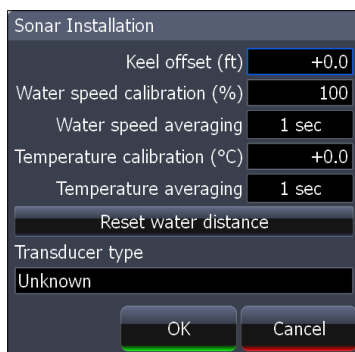 Sonar Installation
Keel offset (ft) +0.0
Water speed calibration (%) 100
Water speed averaging 1 sec
Temperature calibration (°C) +0.0
Temperature averaging 1 sec
Reset water distance
Transducer type
Unknown
OK Cancel